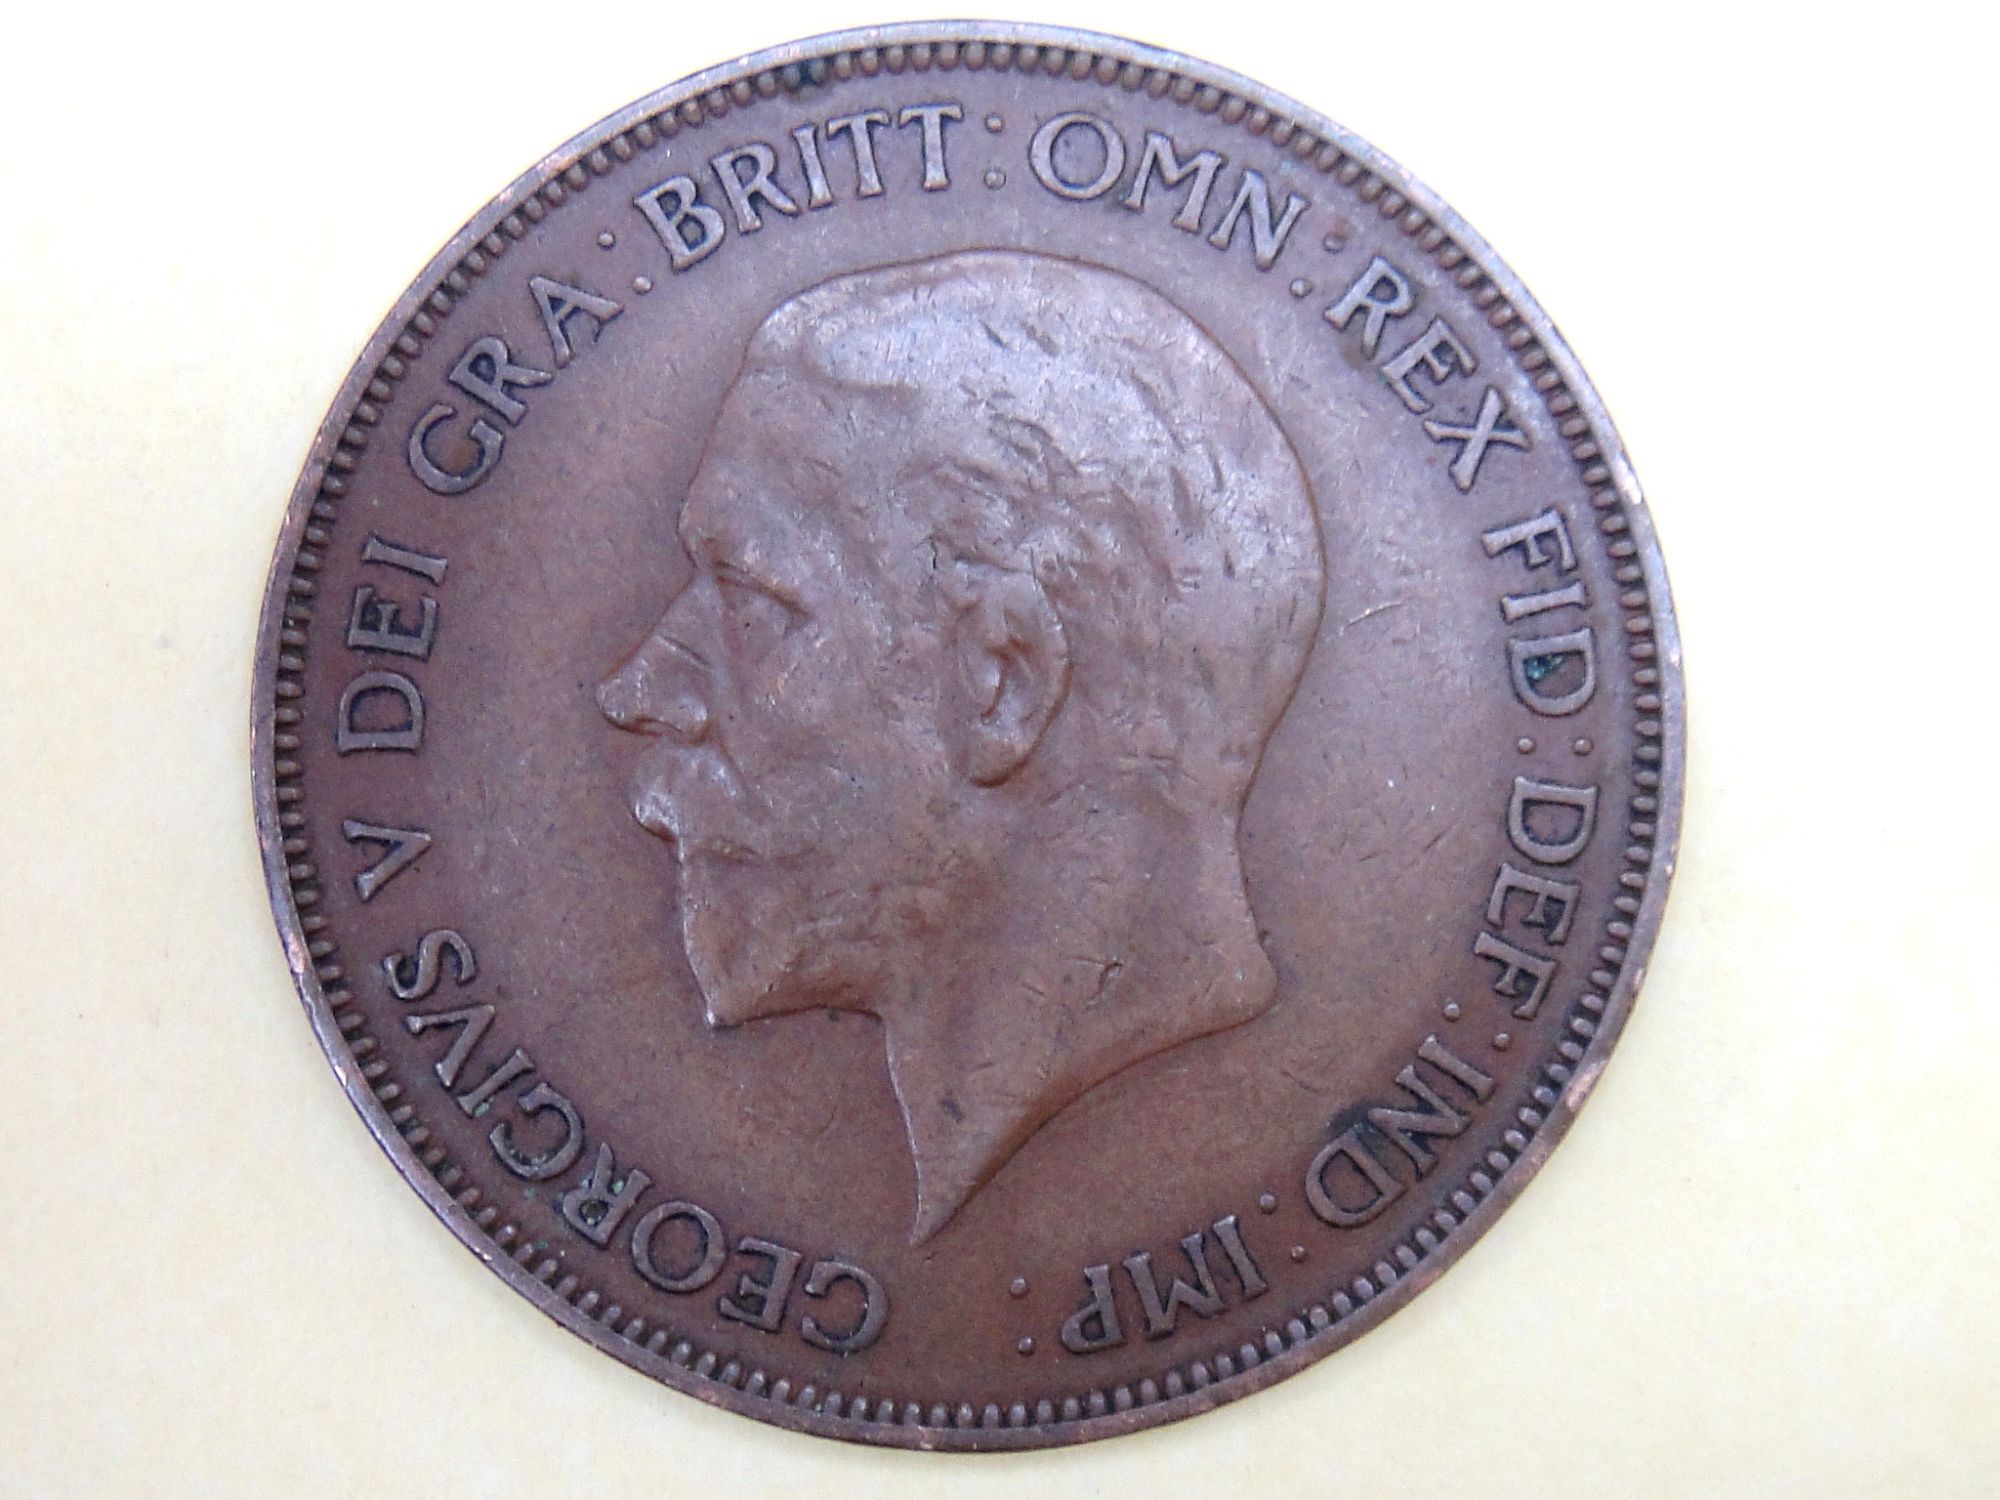 GEORGIVS V DEI GRA: BRITT: OMN: REX FID: DEF: IND: IMP: